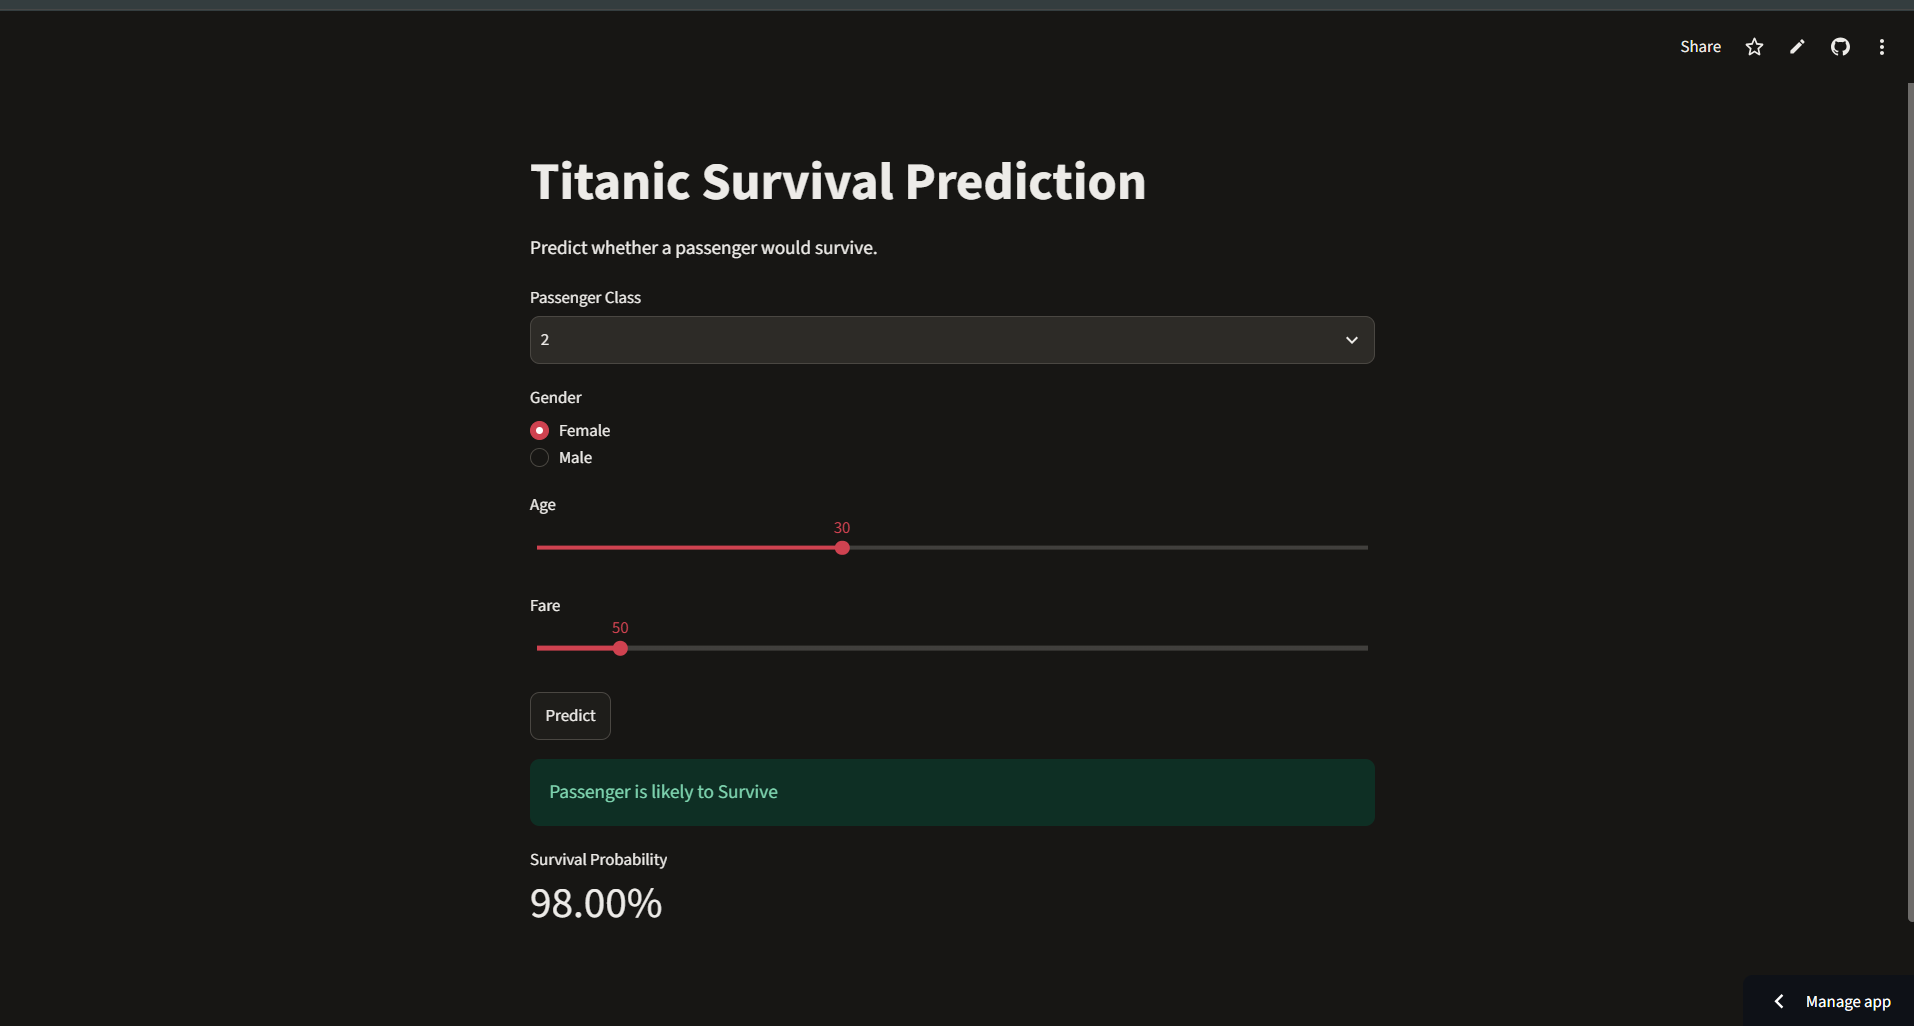 Share
Titanic Survival Prediction
Predict whether a passenger would survive.
Passenger Class
2
Gender
Female
Male
Age
30
Fare
50
Predict
Passenger is likely to Survive
Survival Probability
98.00%
Manage app